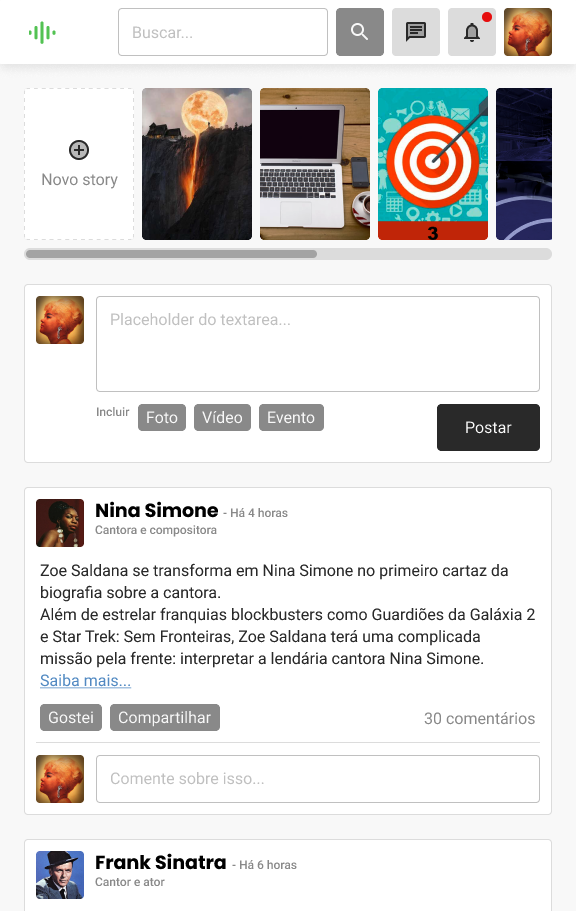 Buscar...
Novo story
3
Placeholder do textarea...
Incluir Foto Vídeo Evento Postar
Nina Simone - Há 4 horas
Cantora e compositora
Zoe Saldana se transforma em Nina Simone no primeiro cartaz da
biografia sobre a cantora.
Além de estrelar franquias blockbusters como Guardiões da Galáxia 2
e Star Trek: Sem Fronteiras, Zoe Saldana terá uma complicada
missão pela frente: interpretar a lendária cantora Nina Simone.
Saiba mais...
Gostei Compartilhar 30 comentários
Comente sobre isso...
Frank Sinatra - Há 6 horas
Cantor e ator